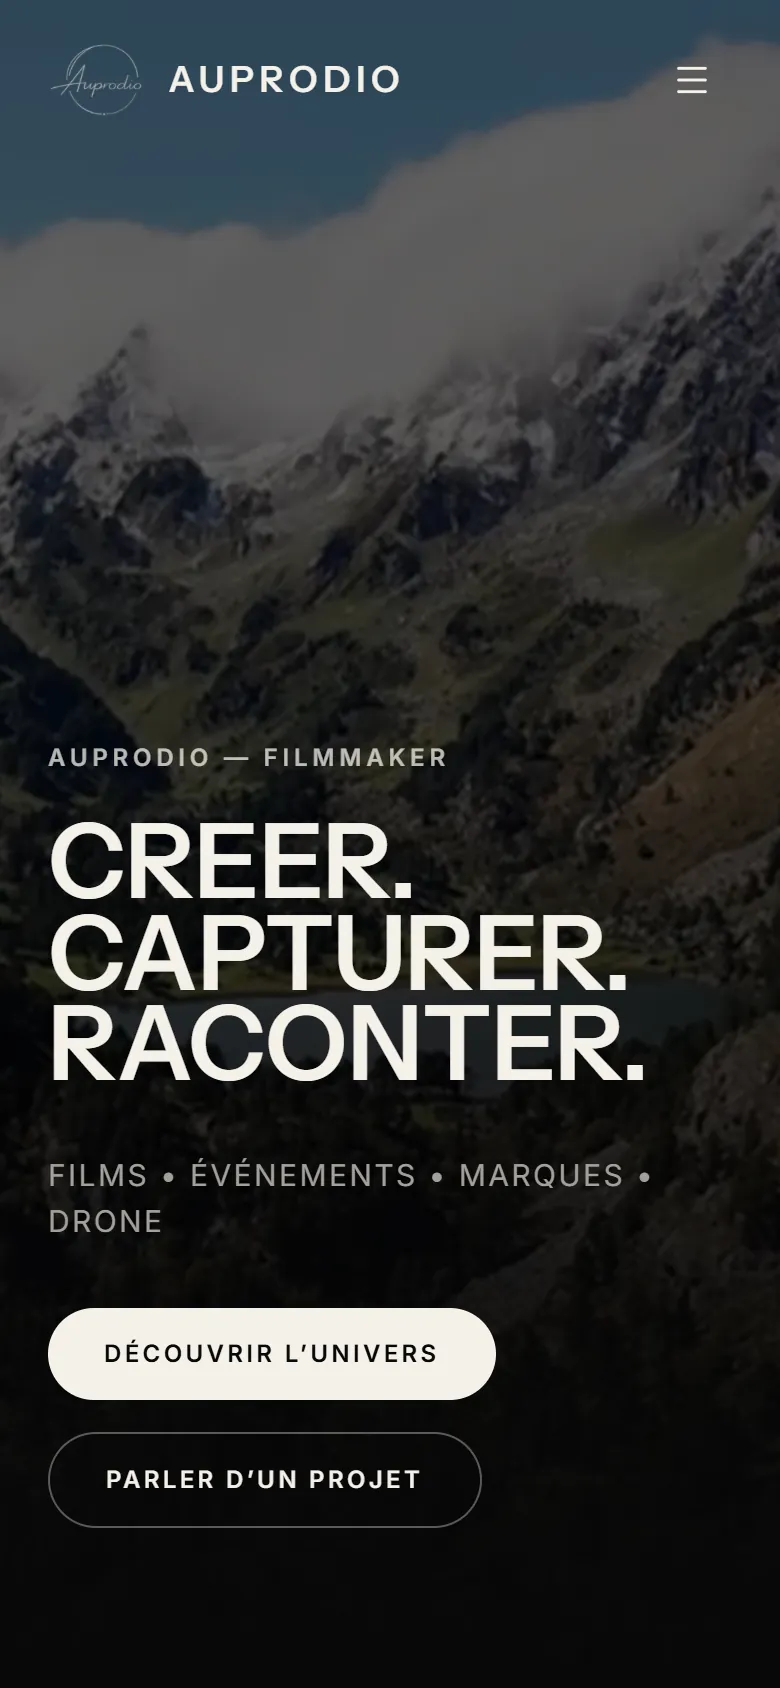 Auprodio AUPRODIO
AUPRODIO — FILMMAKER
CREER.
CAPTURER.
RACONTER.
FILMS • ÉVÉNEMENTS • MARQUES •
DRONE
DÉCOUVRIR L’UNIVERS
PARLER D’UN PROJET